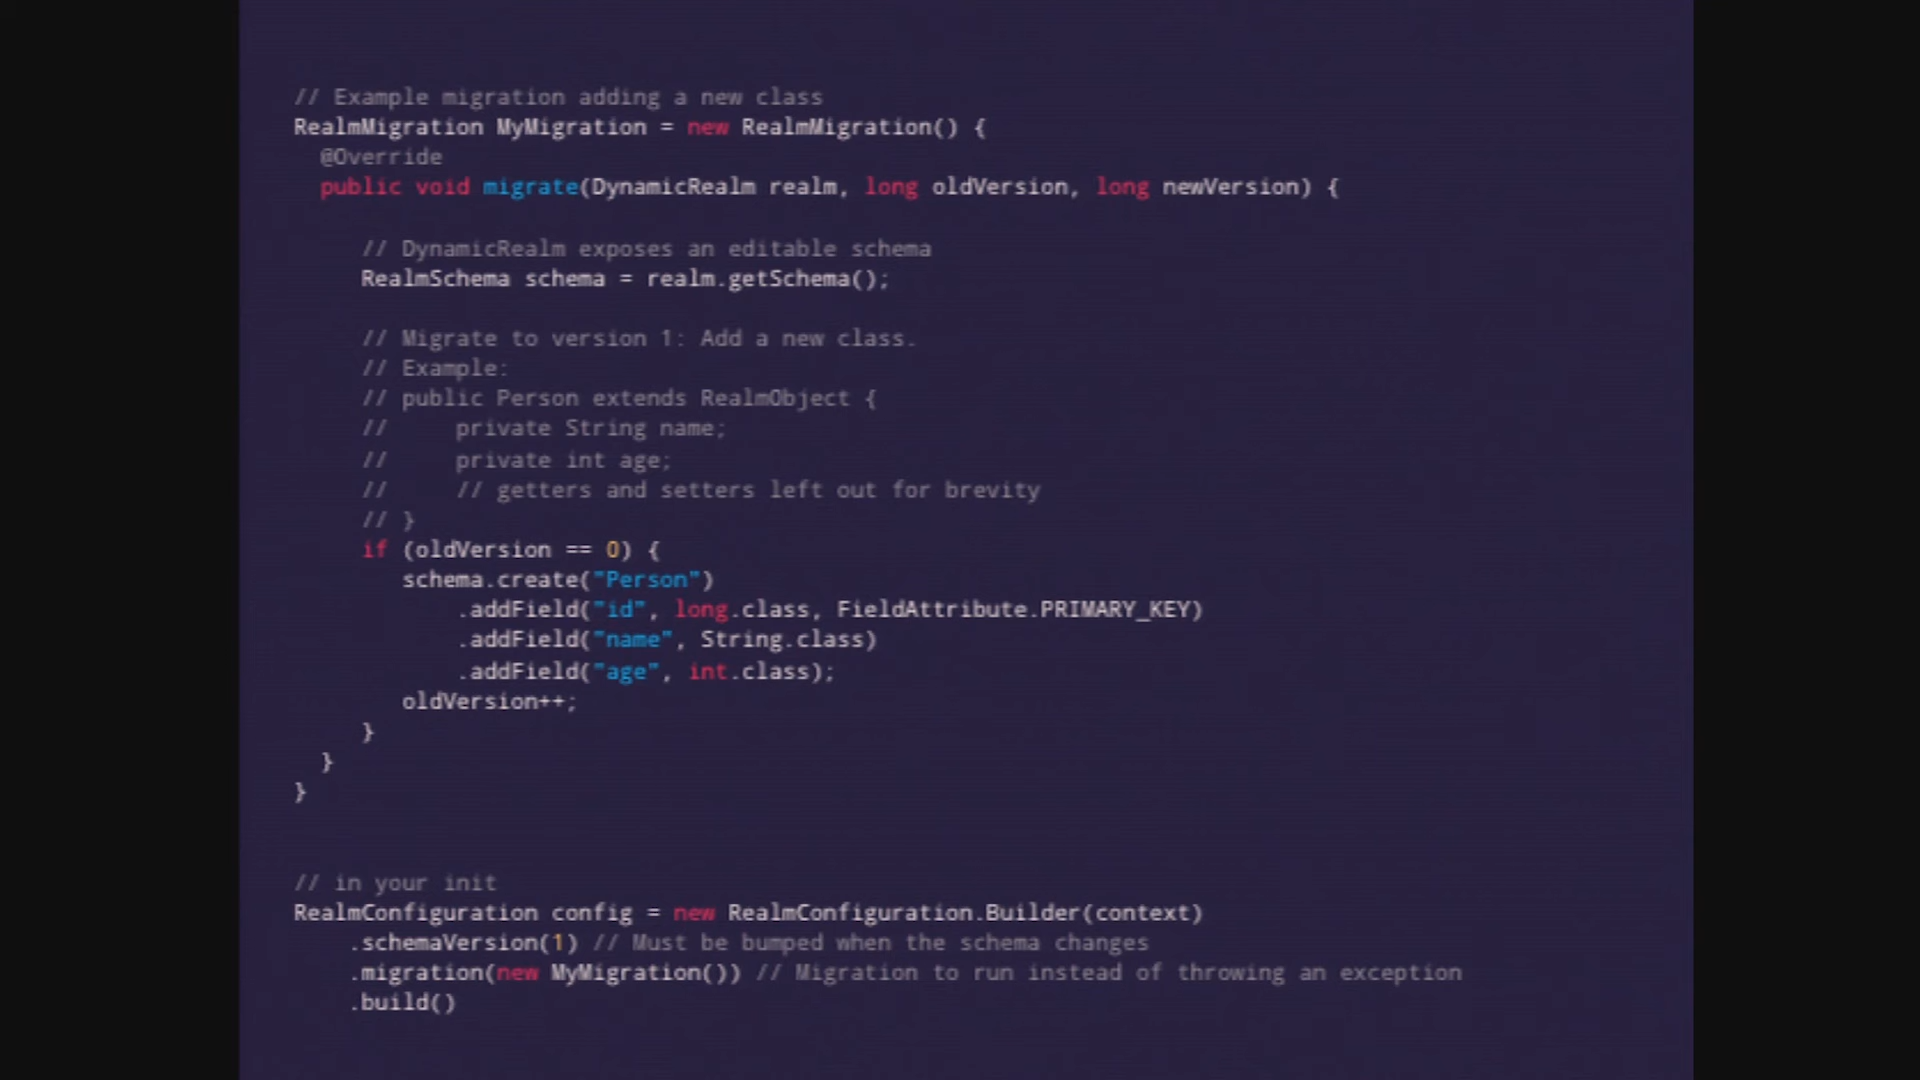 // Example migration adding a new class
RealmMigration MyMigration = new RealmMigration() {
  @Override
  public void migrate(DynamicRealm realm, long oldVersion, long newVersion) {

     // DynamicRealm exposes an editable schema
     RealmSchema schema = realm.getSchema();

     // Migrate to version 1: Add a new class.
     // Example:
     // public Person extends RealmObject {
     //     private String name;
     //     private int age;
     //     // getters and setters left out for brevity
     // }
     if (oldVersion == 0) {
        schema.create("Person")
            .addField("id", long.class, FieldAttribute.PRIMARY_KEY)
            .addField("name", String.class)
            .addField("age", int.class);
        oldVersion++;
     }
  }
}

// in your init
RealmConfiguration config = new RealmConfiguration.Builder(context)
    .schemaVersion(1) // Must be bumped when the schema changes
    .migration(new MyMigration()) // Migration to run instead of throwing an exception
    .build()